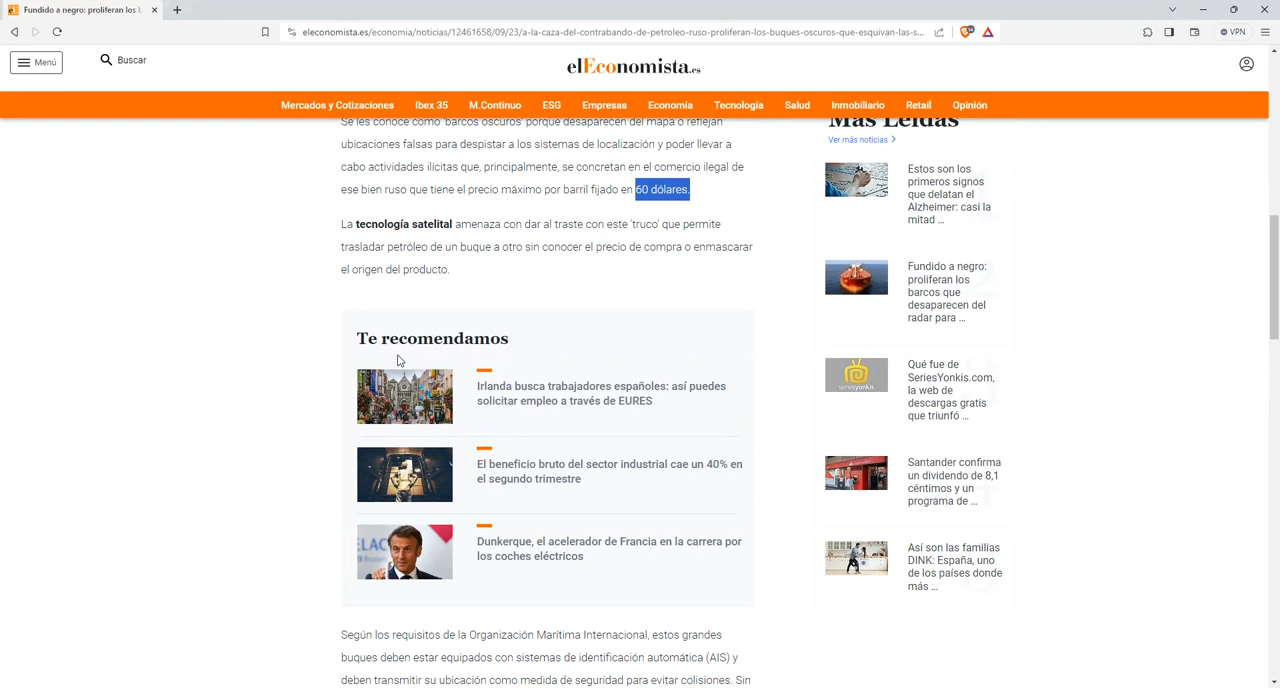 Fundido a negro: proliferan los
eleconomista.es/economia/noticias/12461658/09/23/a-la-caza-del-contrabando-de-petroleo-ruso-proliferan-los-buques-oscuros-que-esquivan-las-s...
VPN
Menú
Buscar
elEconomista.es
Mercados y Cotizaciones
Ibex 35
M.Continuo
ESG
Empresas
Economía
Tecnología
Salud
Inmobiliario
Retail
Opinión
Se les conoce como 'barcos oscuros' porque desaparecen del mapa o reflejan
ubicaciones falsas para despistar a los sistemas de localización y poder llevar a
cabo actividades ilícitas que, principalmente, se concretan en el comercio ilegal de
ese bien ruso que tiene el precio máximo por barril fijado en 60 dólares.
La tecnología satelital amenaza con dar al traste con este 'truco' que permite
trasladar petróleo de un buque a otro sin conocer el precio de compra o enmascarar
el origen del producto.
Te recomendamos
Irlanda busca trabajadores españoles: así puedes
solicitar empleo a través de EURES
El beneficio bruto del sector industrial cae un 40% en
el segundo trimestre
Dunkerque, el acelerador de Francia en la carrera por
los coches eléctricos
Según los requisitos de la Organización Marítima Internacional, estos grandes
buques deben estar equipados con sistemas de identificación automática (AIS) y
deben transmitir su ubicación como medida de seguridad para evitar colisiones. Sin
Más Leídas
Ver más noticias
Estos son los
primeros signos
que delatan el
Alzheimer: casi la
mitad ...
Fundido a negro:
proliferan los
barcos que
desaparecen del
radar para ...
seriesyonkis
Qué fue de
SeriesYonkis.com,
la web de
descargas gratis
que triunfó ...
Santander confirma
un dividendo de 8,1
céntimos y un
programa de ...
Así son las familias
DINK: España, uno
de los países donde
más ...